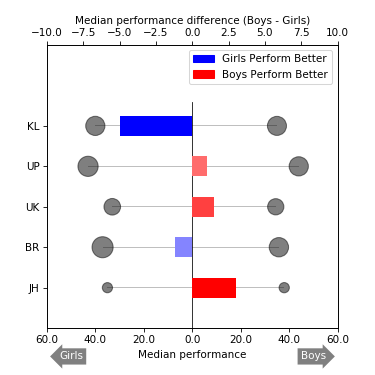 Median performance difference (Boys - Girls)
−10.0 −7.5 −5.0 −2.5 0.0 2.5 5.0 7.5 10.0
Girls Perform Better
Boys Perform Better
KL
UP
UK
BR
JH
60.0 40.0 20.0 0.0 20.0 40.0 60.0
Girls Median performance Boys